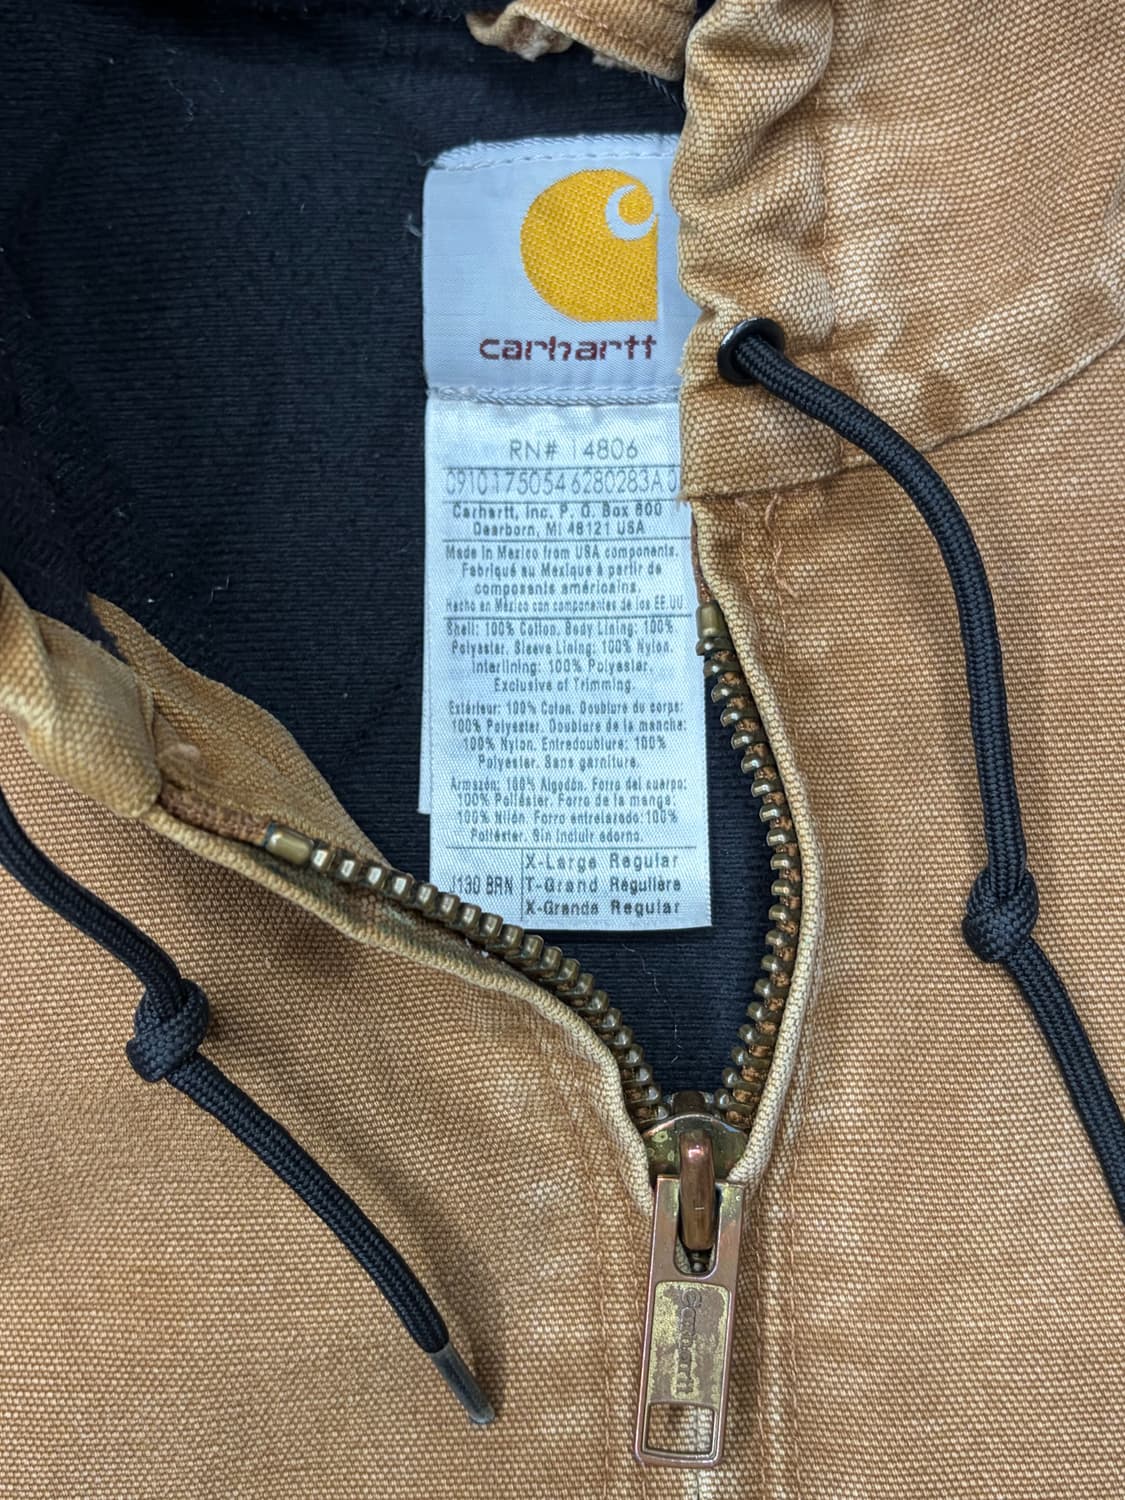 carhartt
RN# 14806
0910175054 6280283A 0
Carhartt, Inc. P. O. Box 600
Dearborn, MI 48121 USA
Made in Mexico from USA components.
Fabriqué au Mexique à partir de
composants américains.
Hecho en México con componentes de los EE.UU
Shell: 100% Cotton. Body Lining: 100%
Polyester. Sleeve Lining: 100% Nylon.
Interlining: 100% Polyester.
Exclusive of Trimming.
Extérieur: 100% Coton. Doublure du corps:
100% Polyester. Doublure de la manche:
100% Nylon. Entredoublure: 100%
Polyester. Sans garniture.
Armazón: 100% Algodón. Forro del cuerpo:
100% Poliéster. Forro de la manga:
100% Nilón. Forro entrelazado: 100%
Poliéster. Sin incluir adorno.
J130 BRN
X-Large Regular
T-Grand Régulière
X-Grande Regular
Carhartt